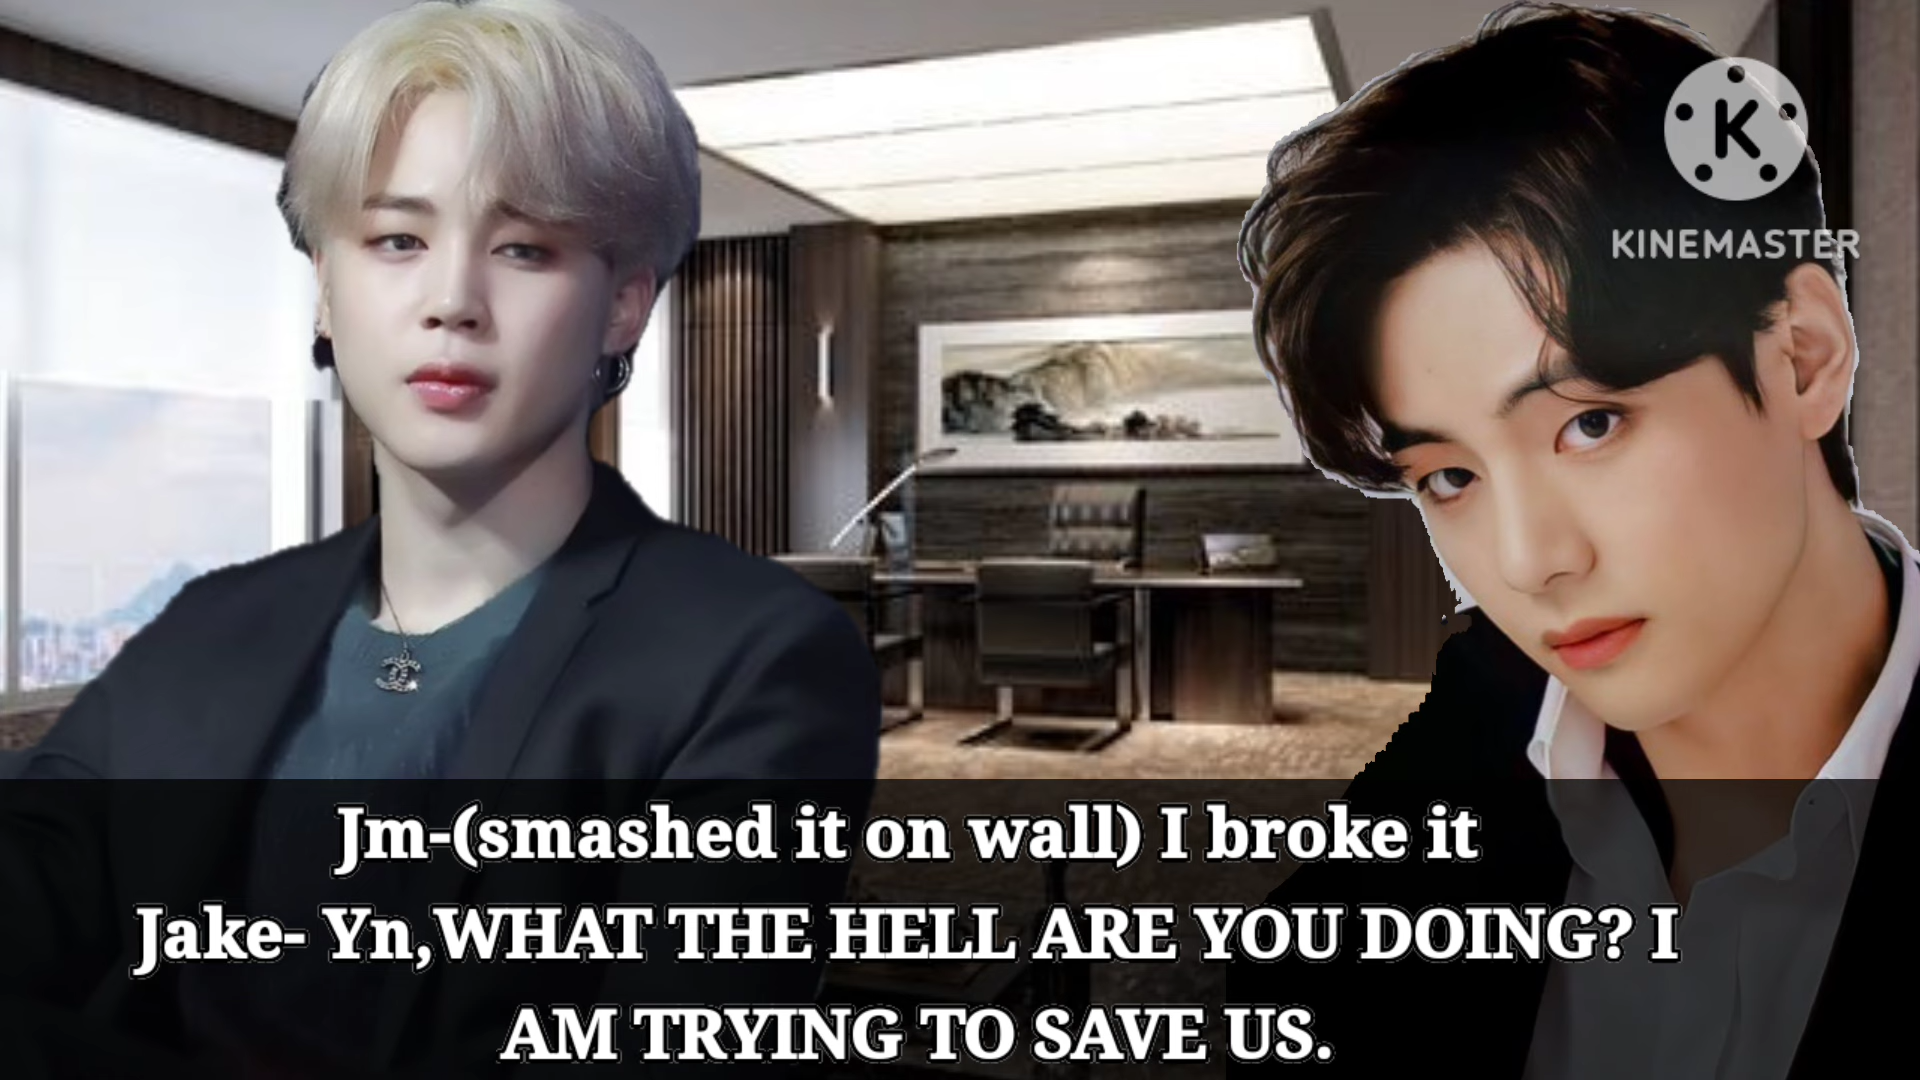 KINEMASTER
Jm-(smashed it on wall) I broke it
Jake- Yn,WHAT THE HELL ARE YOU DOING? I
AM TRYING TO SAVE US.